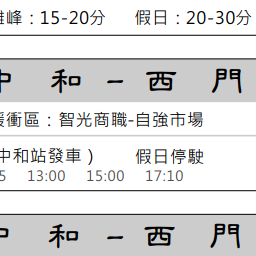 離峰：15-20分 假日：20-30分
中 和 – 西 門
緩衝區：智光商職-自強市場
中和站發車） 假日停駛
5 13:00 15:00 17:10
中 和 – 西 門